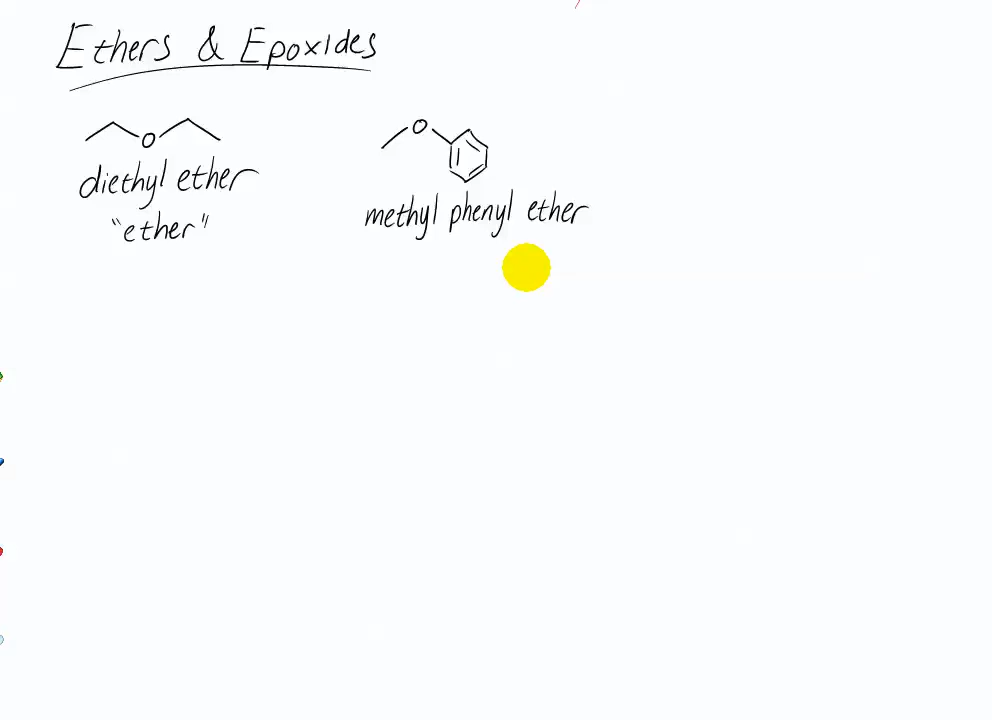 Ethers & Epoxides
O
O
diethyl ether
"ether"
methyl phenyl ether